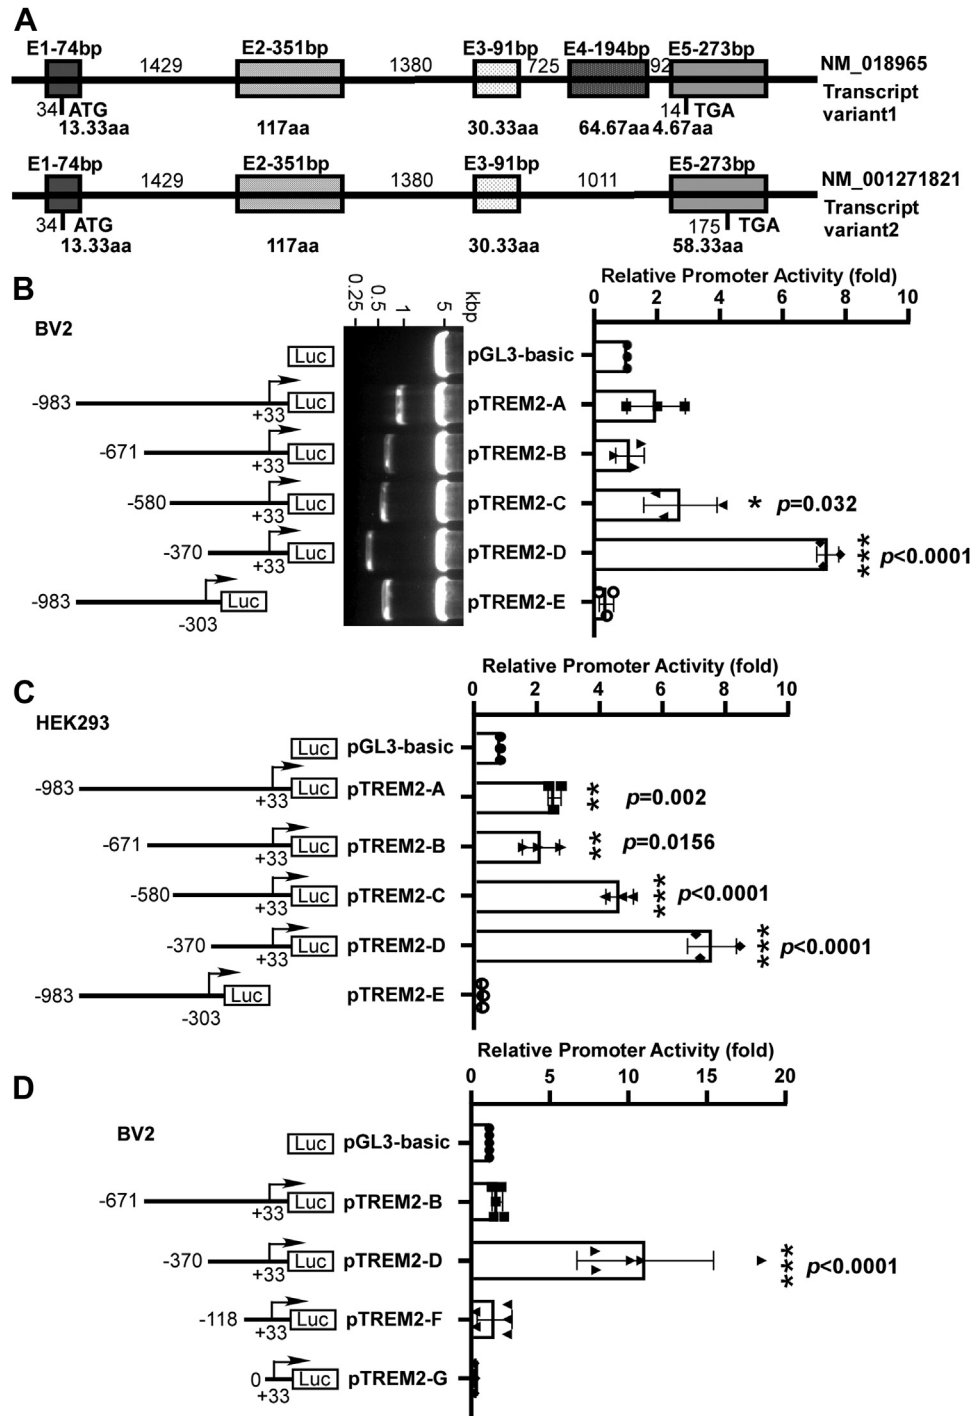 A
E1-74bp E2-351bp E3-91bp E4-194bp E5-273bp
1429 1380 725 92
NM_018965
Transcript
variant1
34 ATG 14 TGA
13.33aa 117aa 30.33aa 64.67aa 4.67aa
E1-74bp E2-351bp E3-91bp E5-273bp
1429 1380 1011
NM_001271821
Transcript
variant2
34 ATG 175 TGA
13.33aa 117aa 30.33aa 58.33aa
B
BV2
0.25 0.5 1 5 kbp
Relative Promoter Activity (fold)
0 2 4 6 8 10
Luc pGL3-basic
-983 +33 Luc pTREM2-A
-671 +33 Luc pTREM2-B
-580 +33 Luc pTREM2-C * p=0.032
-370 +33 Luc pTREM2-D *** p<0.0001
-983 -303 Luc pTREM2-E
C
HEK293
Relative Promoter Activity (fold)
0 2 4 6 8 10
Luc pGL3-basic
-983 +33 Luc pTREM2-A ** p=0.002
-671 +33 Luc pTREM2-B ** p=0.0156
-580 +33 Luc pTREM2-C *** p<0.0001
-370 +33 Luc pTREM2-D *** p<0.0001
-983 -303 Luc pTREM2-E
D
BV2
Relative Promoter Activity (fold)
0 5 10 15 20
Luc pGL3-basic
-671 +33 Luc pTREM2-B
-370 +33 Luc pTREM2-D *** p<0.0001
-118 +33 Luc pTREM2-F
0 +33 Luc pTREM2-G